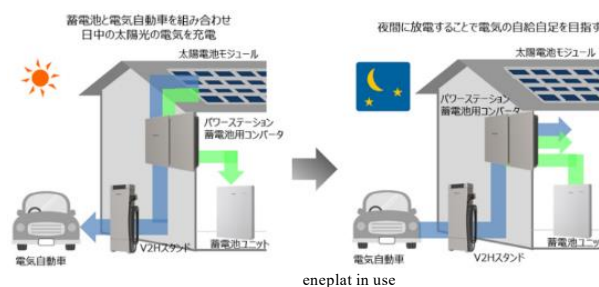 蓄電池と電気自動車を組み合わせ
日中の太陽光の電気を充電
太陽電池モジュール
パワーステーション
蓄電池用コンバータ
V2Hスタンド
蓄電池ユニット
電気自動車
夜間に放電することで電気の自給自足を目指す
太陽電池モジュール
パワーステーション
蓄電池用コンバータ
電気自動車
V2Hスタンド
蓄電池ユニット
eneplat in use